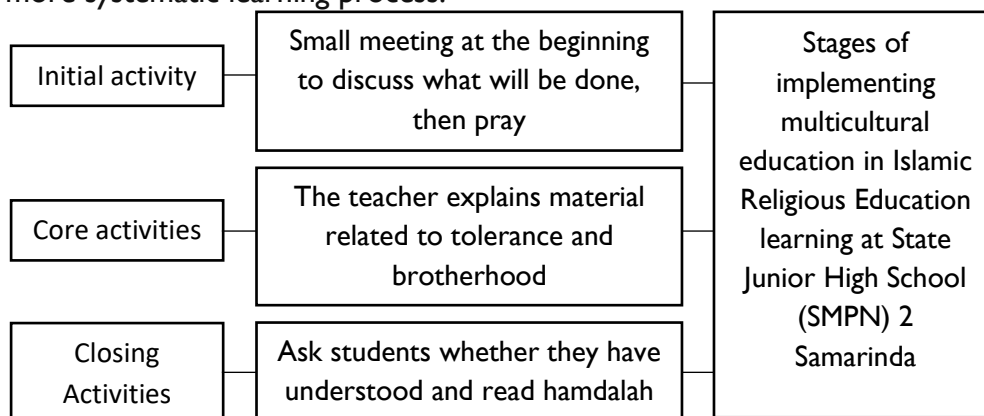 more systematic learning process.
Initial activity
Small meeting at the beginning
to discuss what will be done,
then pray
Core activities
The teacher explains material
related to tolerance and
brotherhood
Closing
Activities
Ask students whether they have
understood and read hamdalah
Stages of
implementing
multicultural
education in Islamic
Religious Education
learning at State
Junior High School
(SMPN) 2
Samarinda